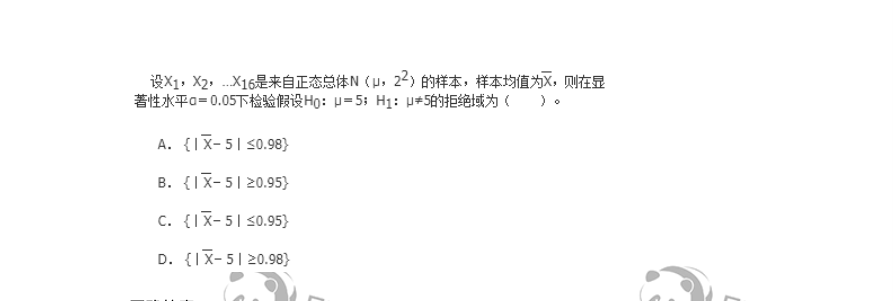 设X₁，X₂，…X₁₆是来自正态总体N（μ，2²）的样本，样本均值为X̅，则在显
著性水平α=0.05下检验假设H₀：μ=5；H₁：μ≠5的拒绝域为（ ）。
A. {|X̅-5|≤0.98}
B. {|X̅-5|≥0.95}
C. {|X̅-5|≤0.95}
D. {|X̅-5|≥0.98}